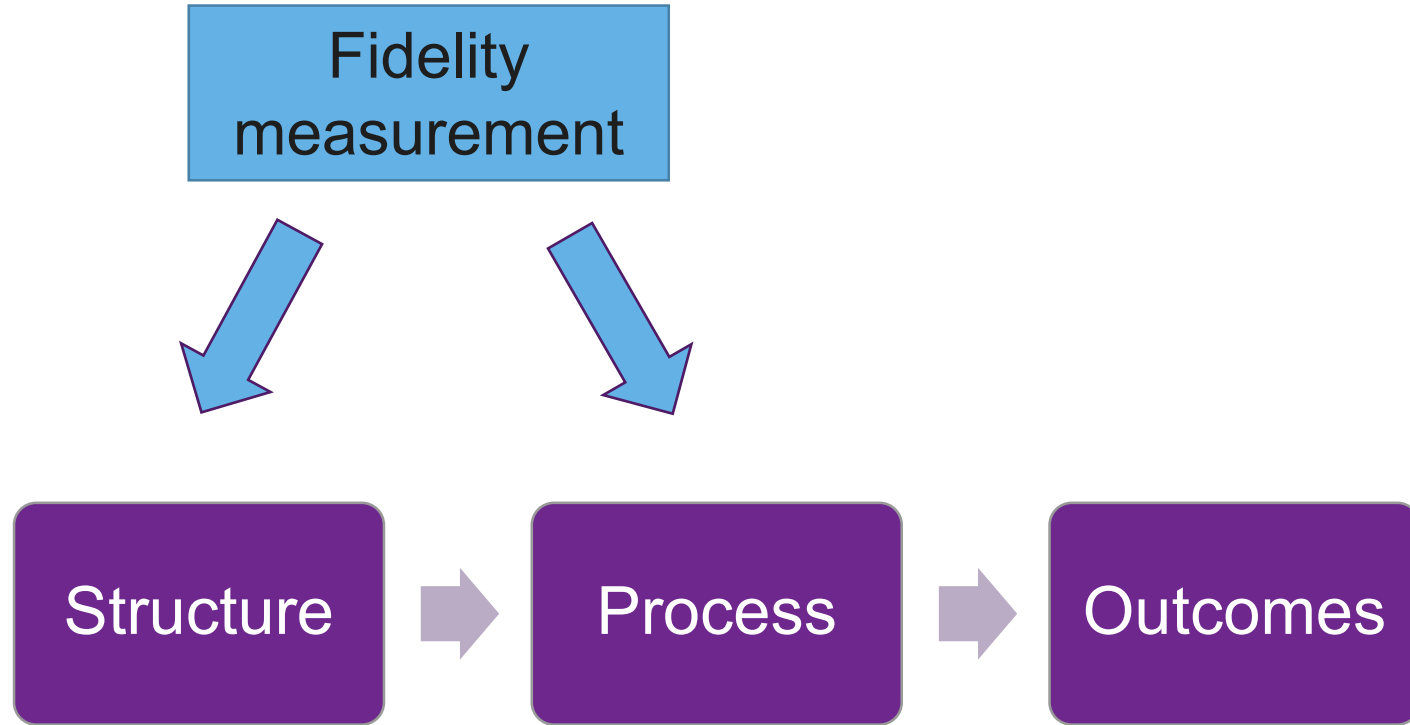 Fidelity
measurement
Structure
Process
Outcomes